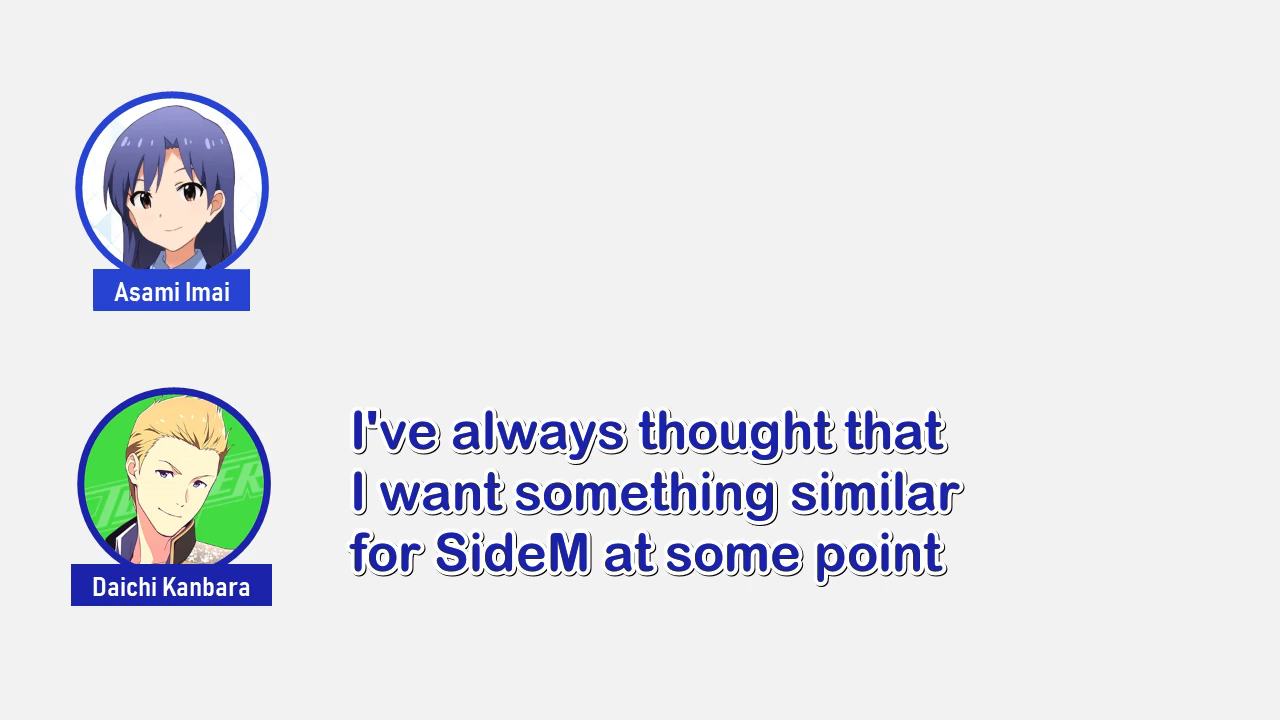 Asami Imai
I've always thought that
I want something similar
for SideM at some point
Daichi Kanbara